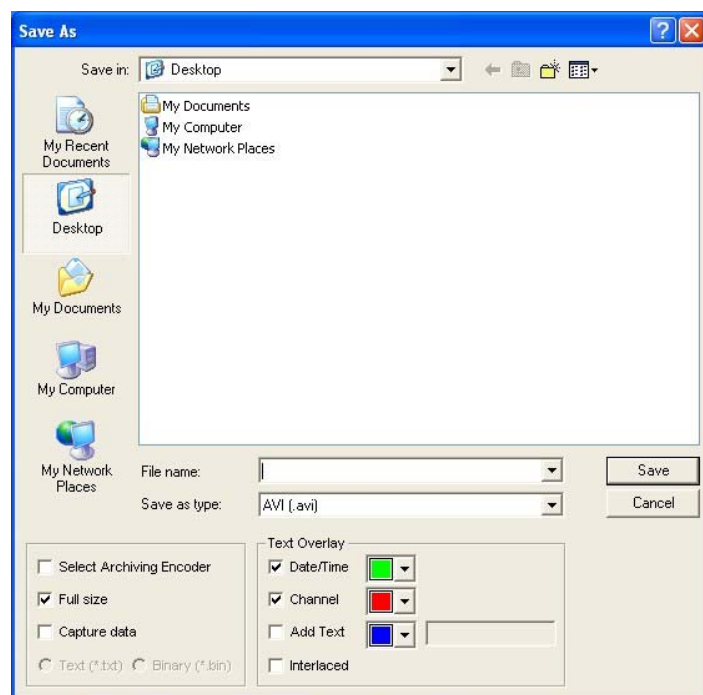 Save As
Save in: Desktop
My Recent
Documents
Desktop
My Documents
My Computer
My Network
Places
My Documents
My Computer
My Network Places
File name:
Save
Save as type: AVI (.avi)
Cancel
Select Archiving Encoder
Full size
Capture data
Text (*.txt) Binary (*.bin)
Text Overlay
Date/Time
Channel
Add Text
Interlaced